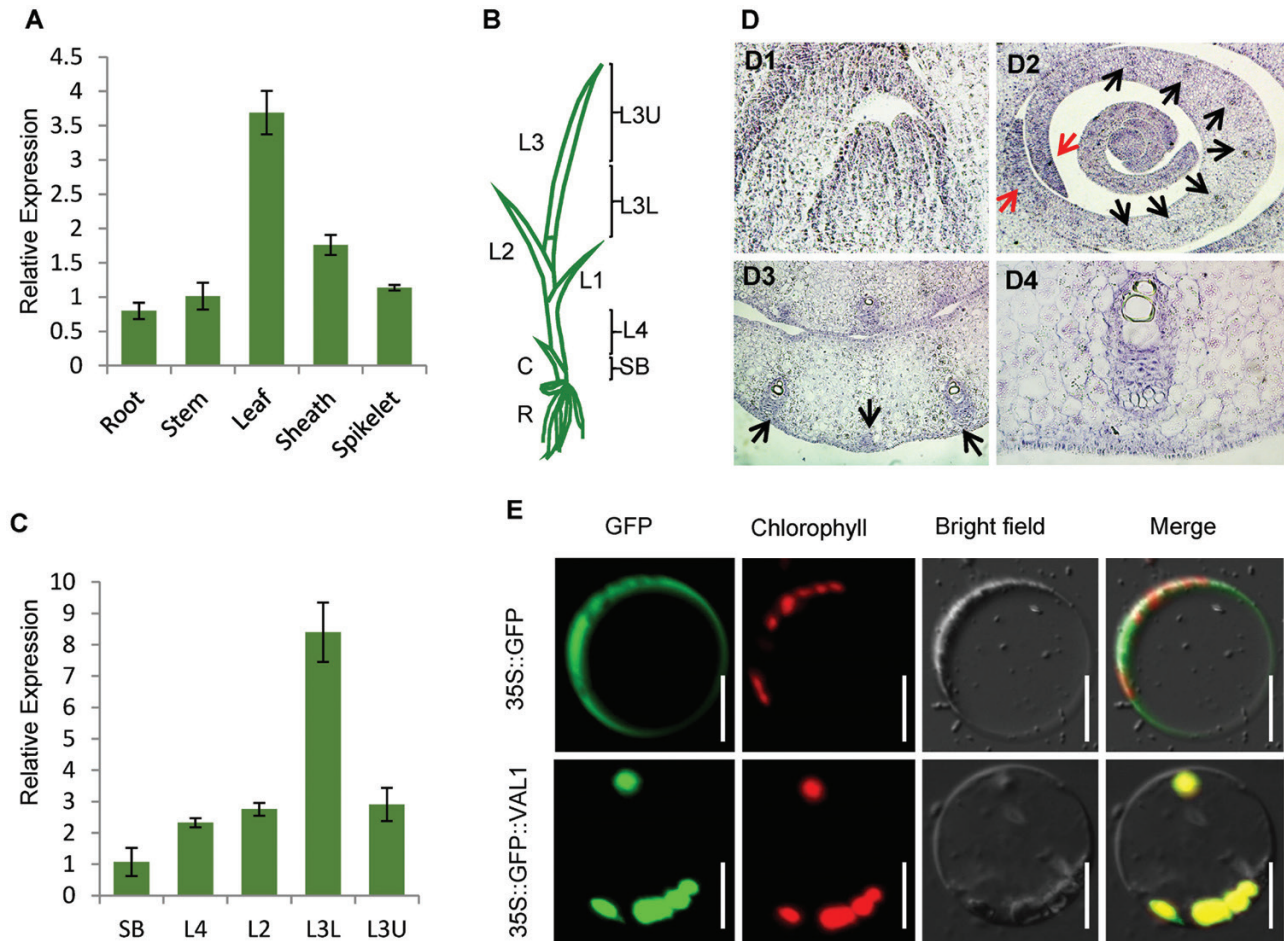 A
Relative Expression
4.5
4
3.5
3
2.5
2
1.5
1
0.5
0
Root
Stem
Leaf
Sheath
Spikelet
B
L3
L3U
L3L
L2
L1
L4
C
SB
R
D
D1
D2
D3
D4
C
Relative Expression
10
9
8
7
6
5
4
3
2
1
0
SB
L4
L2
L3L
L3U
E
GFP
Chlorophyll
Bright field
Merge
35S::GFP
35S::GFP::VAL1